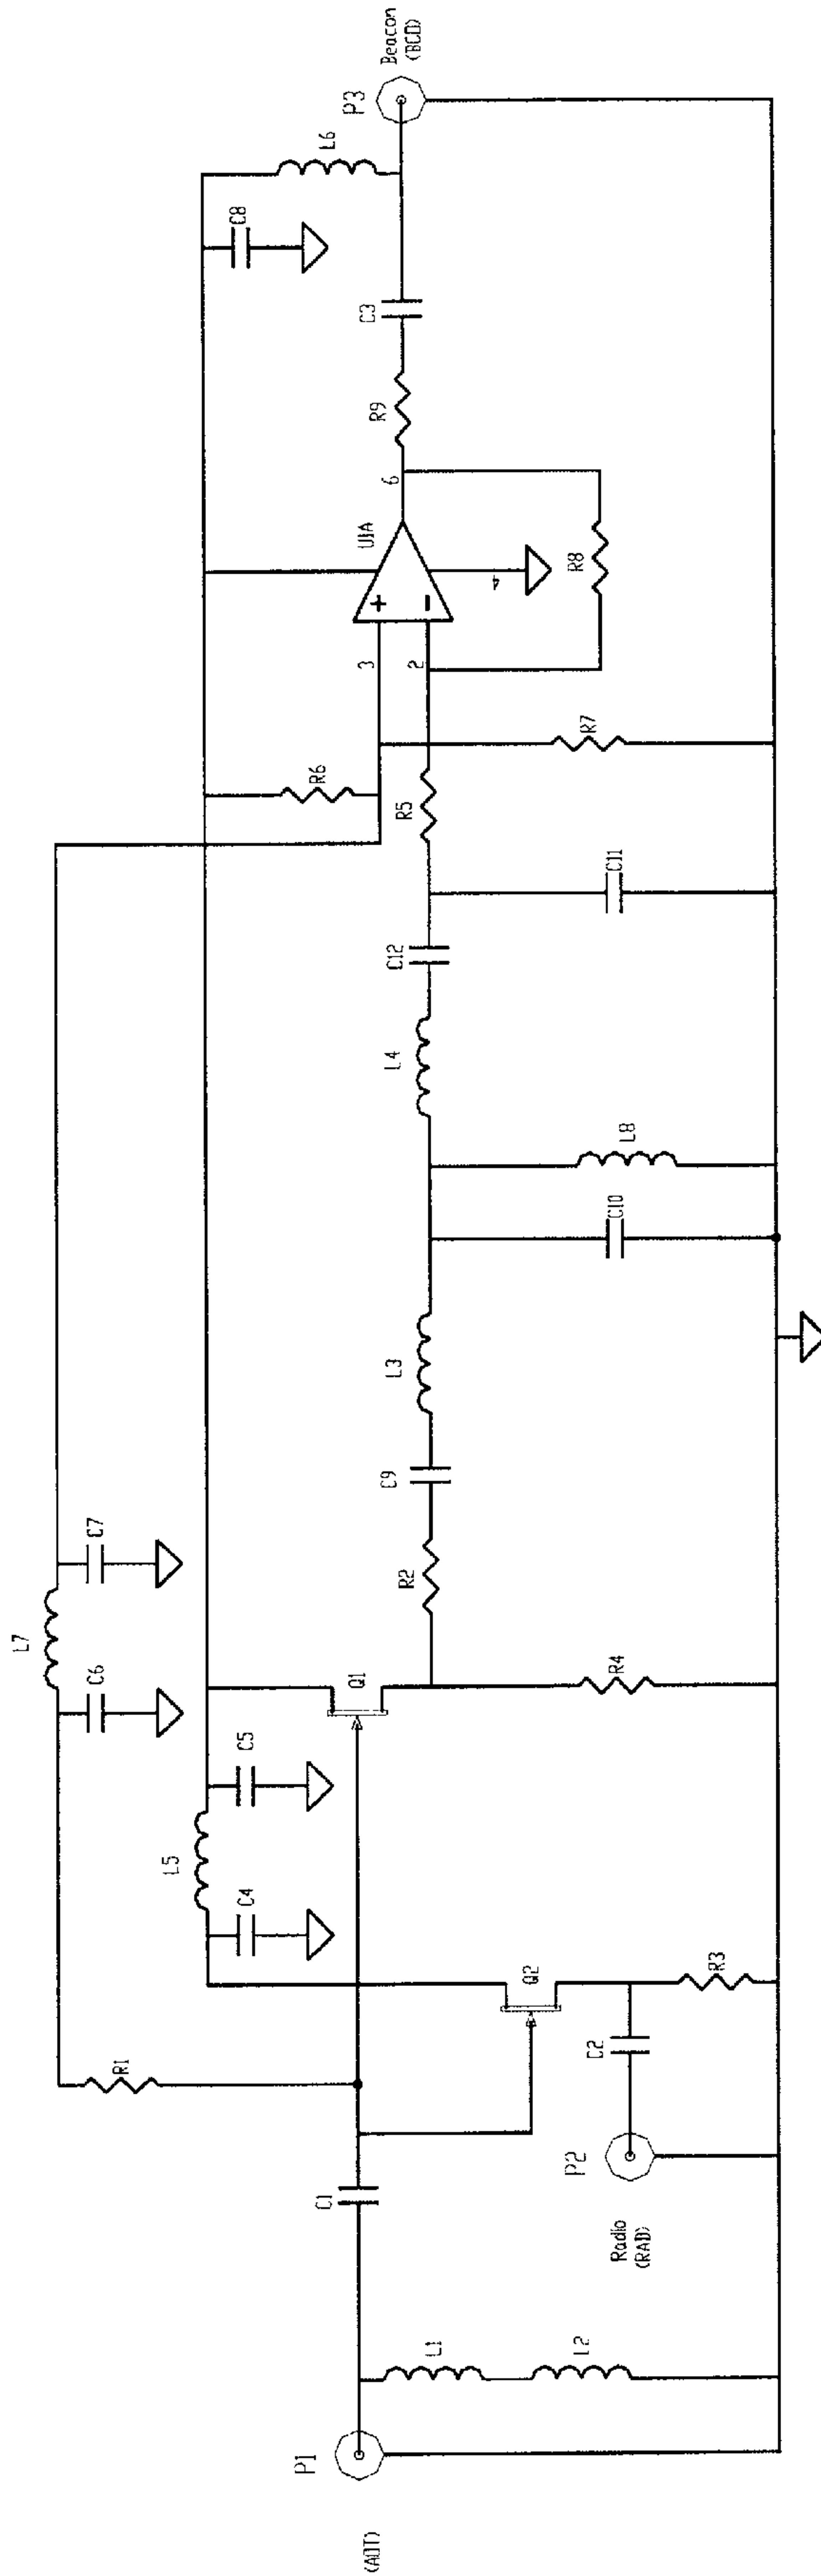 L7
C6
C7
R1
L5
C4
C5
Q1
Q2
R3
R4
C1
P1
(AOT)
L1
L2
P2
Radio
(RAD)
C2
R2
C9
L3
C10
L8
L4
C12
C11
R5
R6
R7
3
2
U1A
+
-
4
6
R8
R9
C3
C8
L6
P3
Beacon
(BCD)